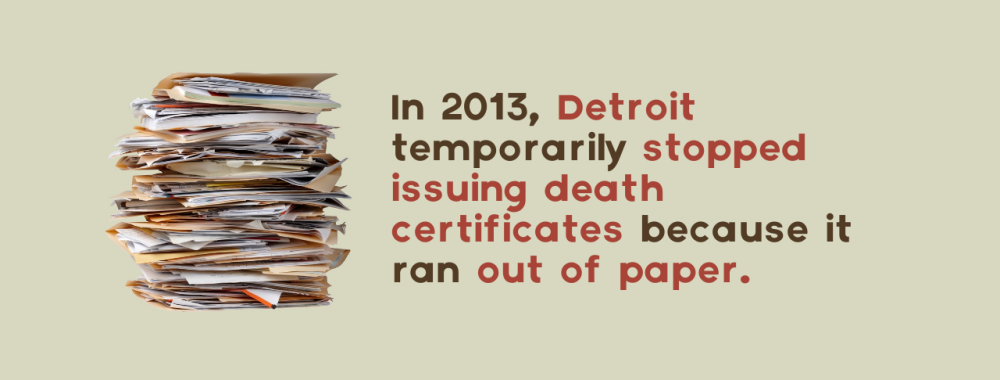 In 2013, Detroit
temporarily stopped
issuing death
certificates because it
ran out of paper.